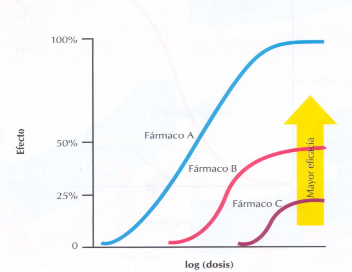 100%
Fármaco A
50%
Fármaco B
25%
Fármaco C
0
Efecto
Mayor eficacia
log (dosis)